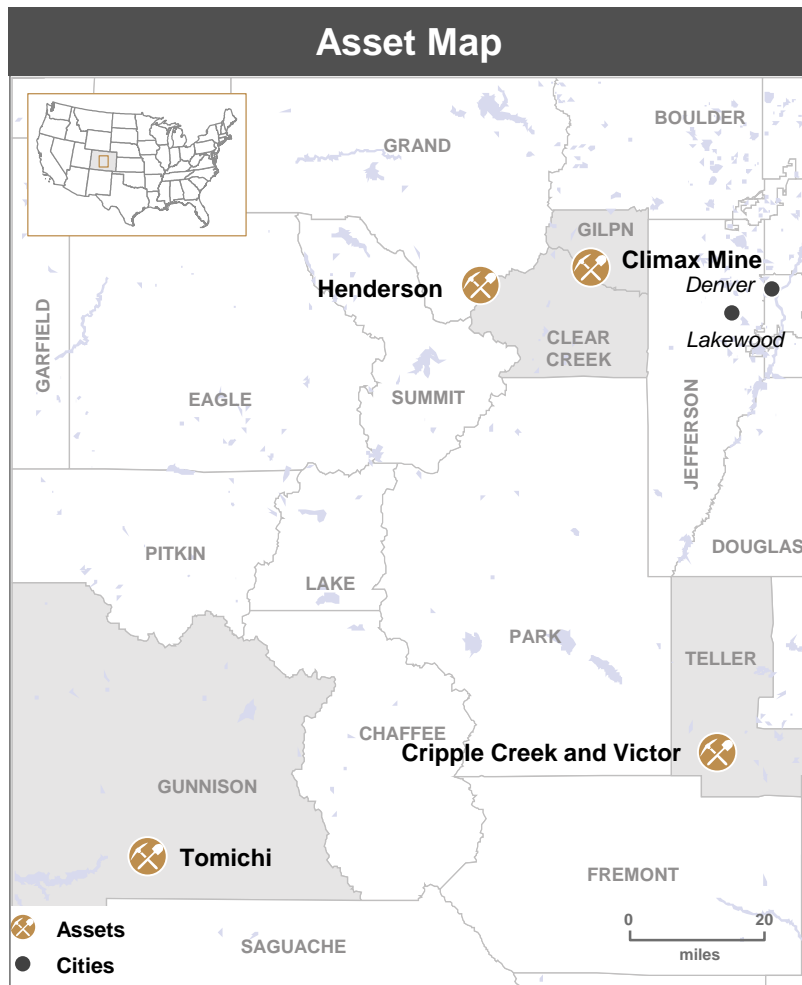 Asset Map
BOULDER
GRAND
GILPN
Climax Mine
Henderson
Denver
Lakewood
GARFIELD
CLEAR
CREEK
EAGLE
SUMMIT
JEFFERSON
PITKIN
DOUGLAS
LAKE
PARK
TELLER
CHAFFEE
Cripple Creek and Victor
GUNNISON
Tomichi
FREMONT
Assets
0 20
miles
SAGUACHE
Cities